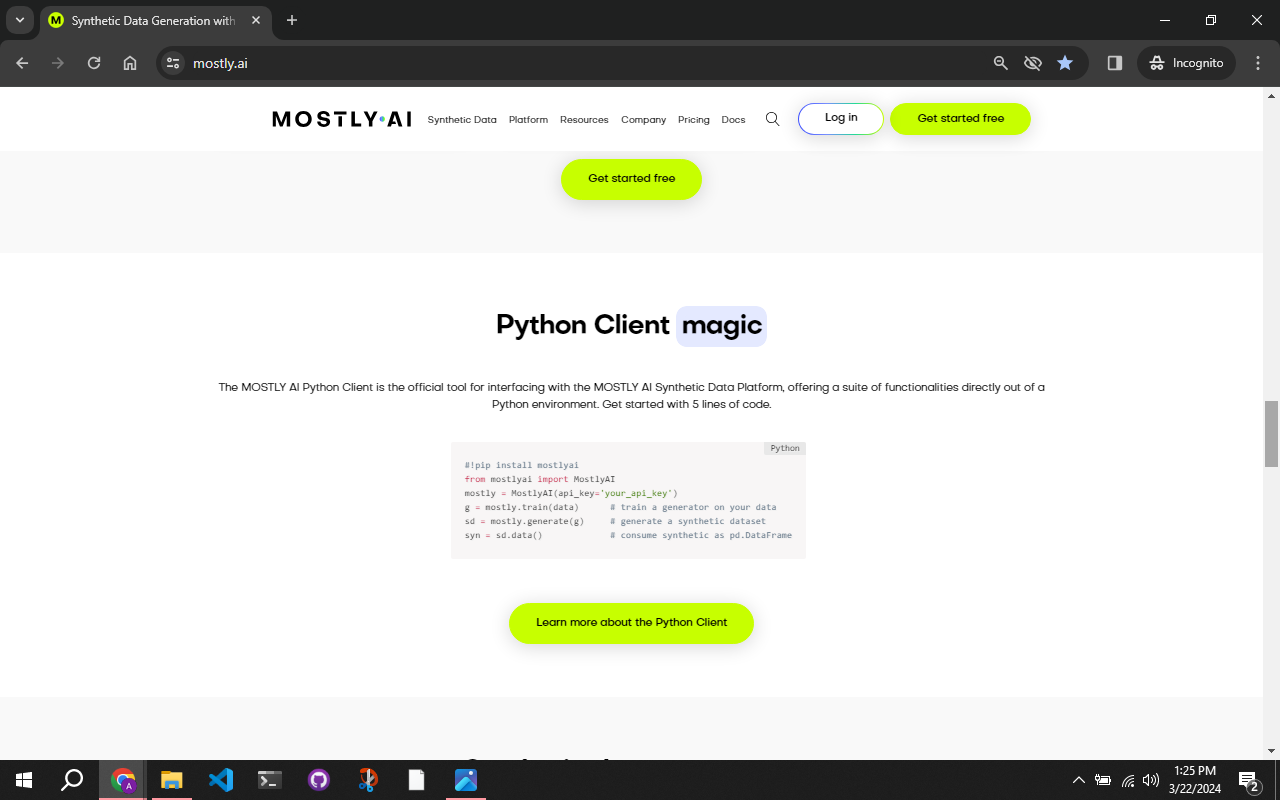 Synthetic Data Generation with
mostly.ai
Incognito
MOSTLY·AI
Synthetic Data
Platform
Resources
Company
Pricing
Docs
Log in
Get started free
Get started free
Python Client magic
The MOSTLY AI Python Client is the official tool for interfacing with the MOSTLY AI Synthetic Data Platform, offering a suite of functionalities directly out of a
Python environment. Get started with 5 lines of code.
Python
#!pip install mostlyai
from mostlyai import MostlyAI
mostly = MostlyAI(api_key='your_api_key')
g = mostly.train(data)      # train a generator on your data
sd = mostly.generate(g)     # generate a synthetic dataset
syn = sd.data()             # consume synthetic as pd.DataFrame
Learn more about the Python Client
1:25 PM
3/22/2024
2